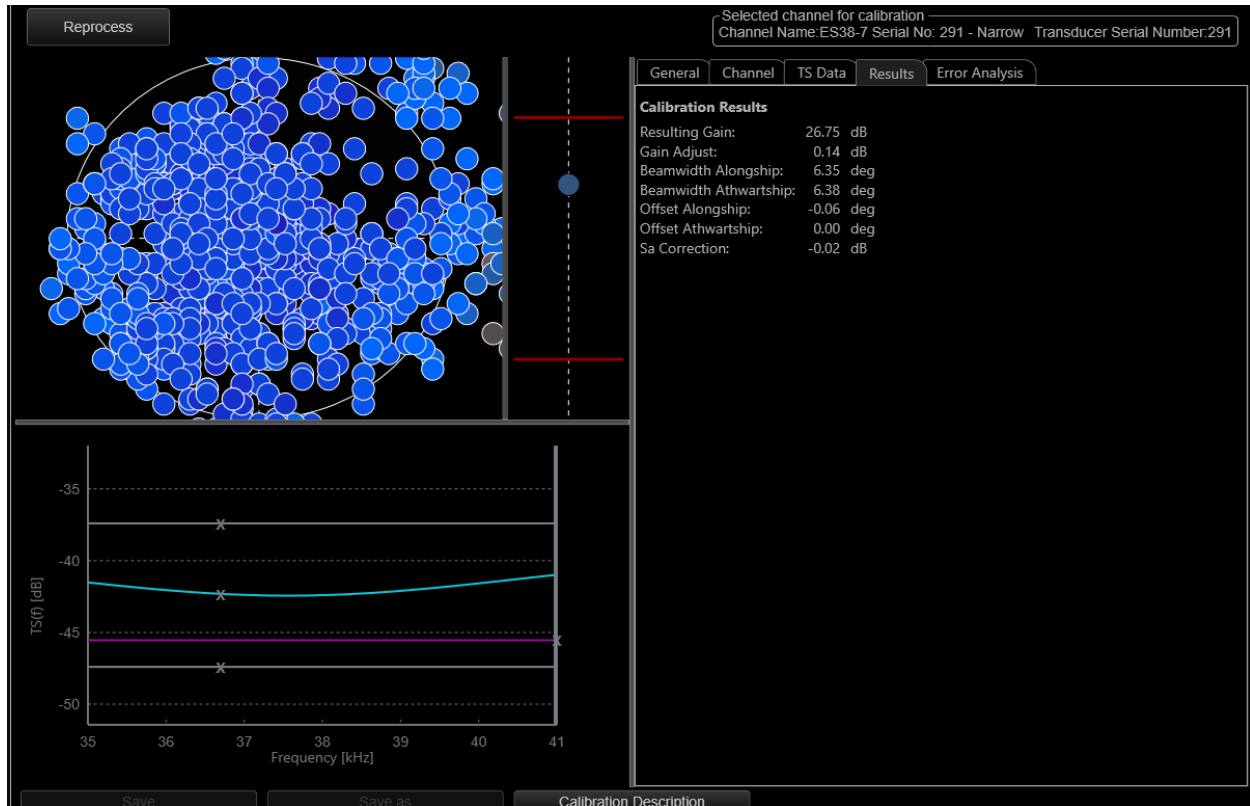 Reprocess
Selected channel for calibration
Channel Name:ES38-7 Serial No: 291 - Narrow Transducer Serial Number:291
General Channel TS Data Results Error Analysis
Calibration Results
Resulting Gain: 26.75 dB
Gain Adjust: 0.14 dB
Beamwidth Alongship: 6.35 deg
Beamwidth Athwartship: 6.38 deg
Offset Alongship: -0.06 deg
Offset Athwartship: 0.00 deg
Sa Correction: -0.02 dB
-35
-40
-45
-50
TS(f) [dB]
x
x
x
x
35 36 37 38 39 40 41
Frequency [kHz]
Save Save as Calibration Description